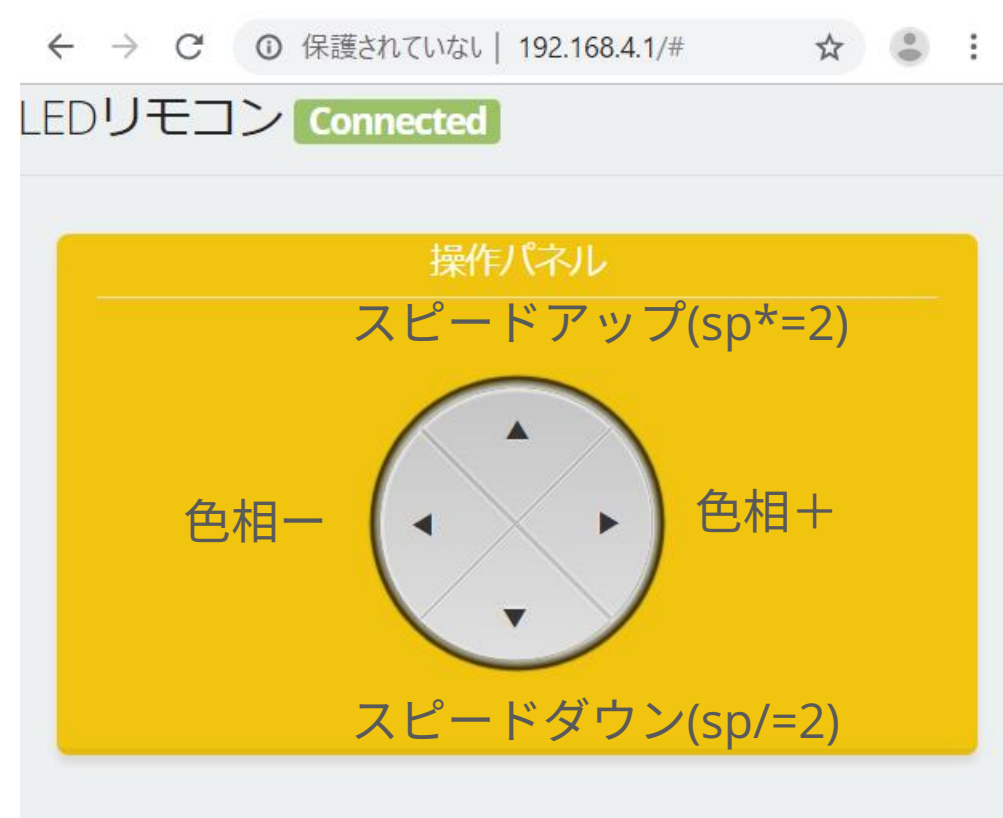 保護されていない 192.168.4.1/#
LEDリモコン Connected
操作パネル
スピードアップ(sp*=2)
色相ー
色相＋
スピードダウン(sp/=2)